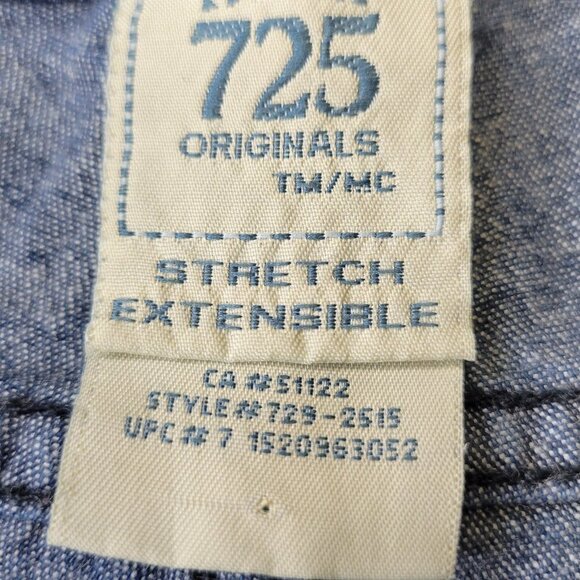 725
ORIGINALS
TM/MC
STRETCH
EXTENSIBLE
CA # 51122
STYLE # 729-2515
UPC # 7 1520963052